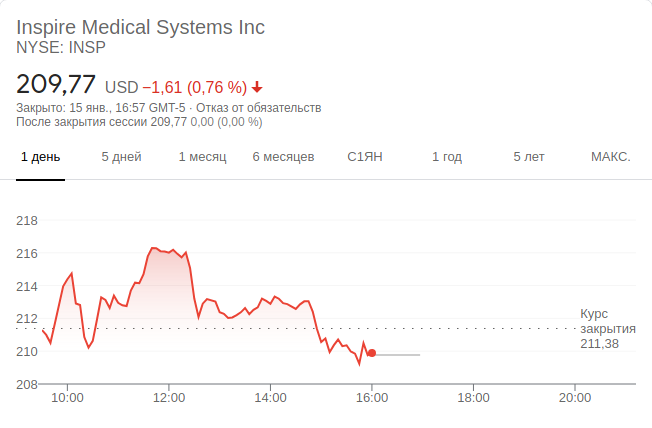 Inspire Medical Systems Inc
NYSE: INSP
209,77 USD −1,61 (0,76 %)
Закрыто: 15 янв., 16:57 GMT-5 · Отказ от обязательств
После закрытия сессии 209,77 0,00 (0,00 %)
1 день 5 дней 1 месяц 6 месяцев С1ЯН 1 год 5 лет МАКС.
218
216
214
212
Курс
закрытия
211,38
210
208
10:00 12:00 14:00 16:00 18:00 20:00